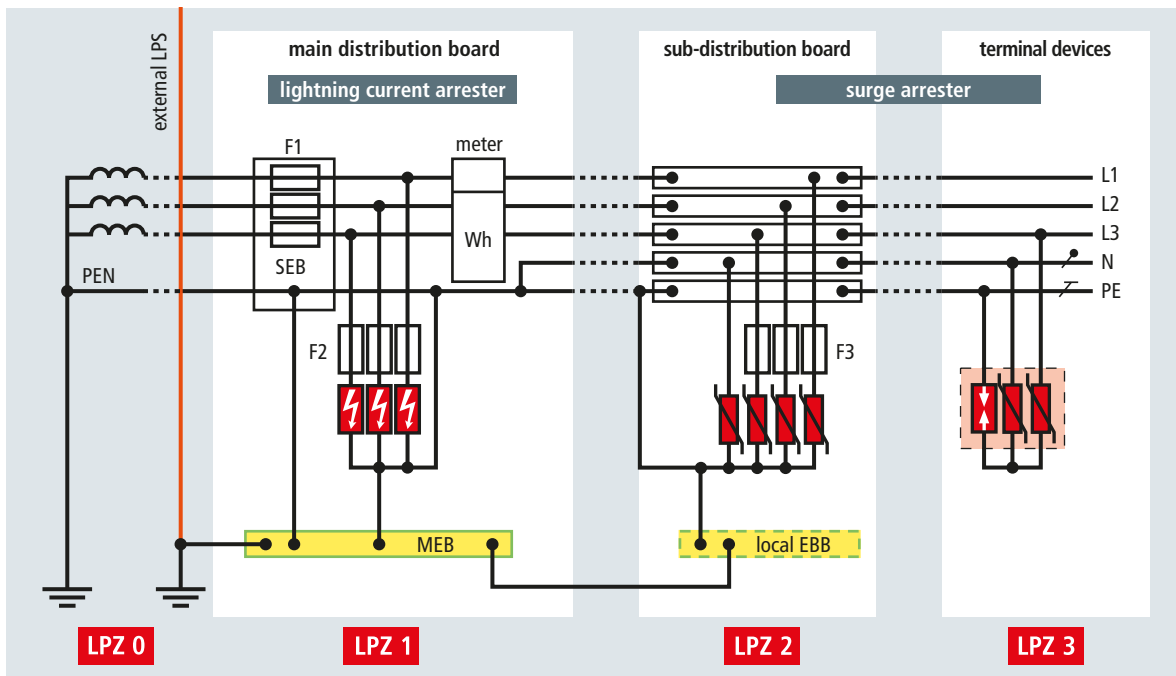 external LPS
main distribution board
sub-distribution board
terminal devices
lightning current arrester
surge arrester
F1
meter
L1
L2
L3
Wh
SEB
N
PEN
PE
F2
F3
MEB
local EBB
LPZ 0
LPZ 1
LPZ 2
LPZ 3